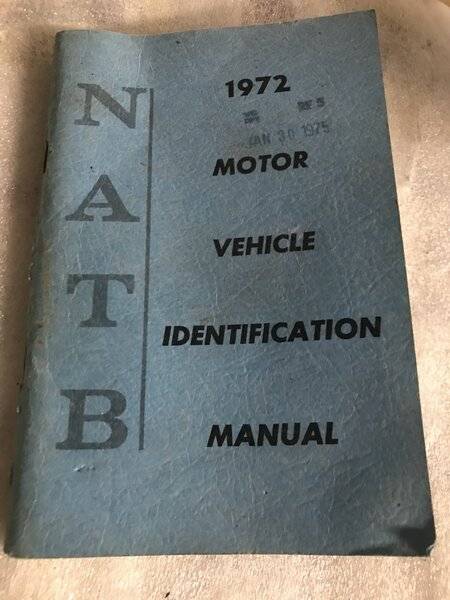 N
A
T
B
1972
JAN 30 1975
MOTOR
VEHICLE
IDENTIFICATION
MANUAL